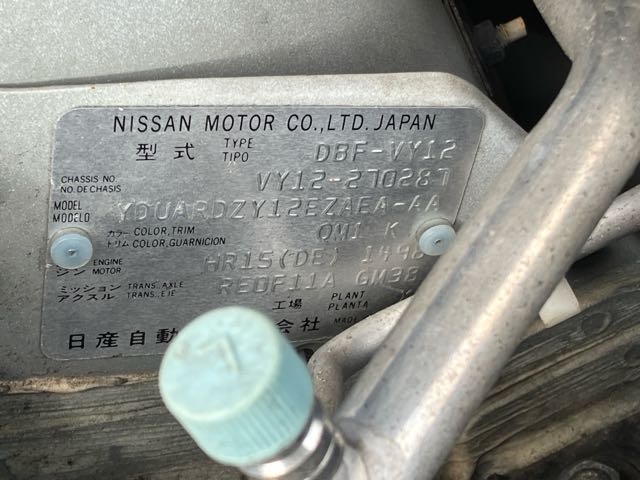 NISSAN MOTOR CO.,LTD. JAPAN
型式 TYPE TIPO DBF-VY12
CHASSIS NO. NO. DE CHASIS VY12-270287
MODEL MODELO YDUARDZY12EZAEA-AA
カラー COLOR, TRIM
トリム COLOR, GUARNICION QM1 K
ジン ENGINE MOTOR HR15(DE) 1498
ミッション TRANS., AXLE
アクスル TRANS., EJE RE0F11A GM38
工場 PLANT PLANTA
日産自動 会社 MADE